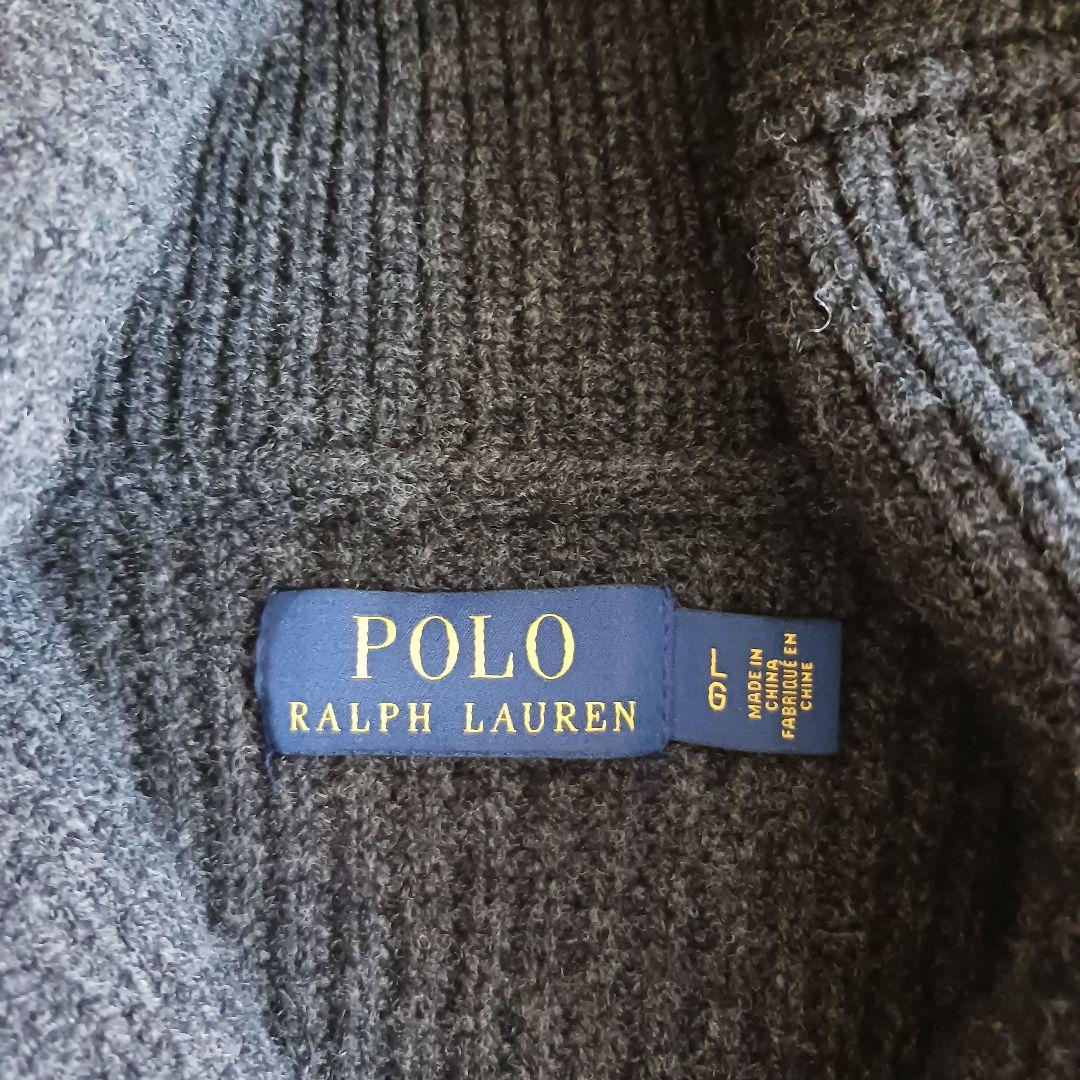 POLO
RALPH LAUREN
L
G
MADE IN
CHINA
FABRIQUÉ EN
CHINE